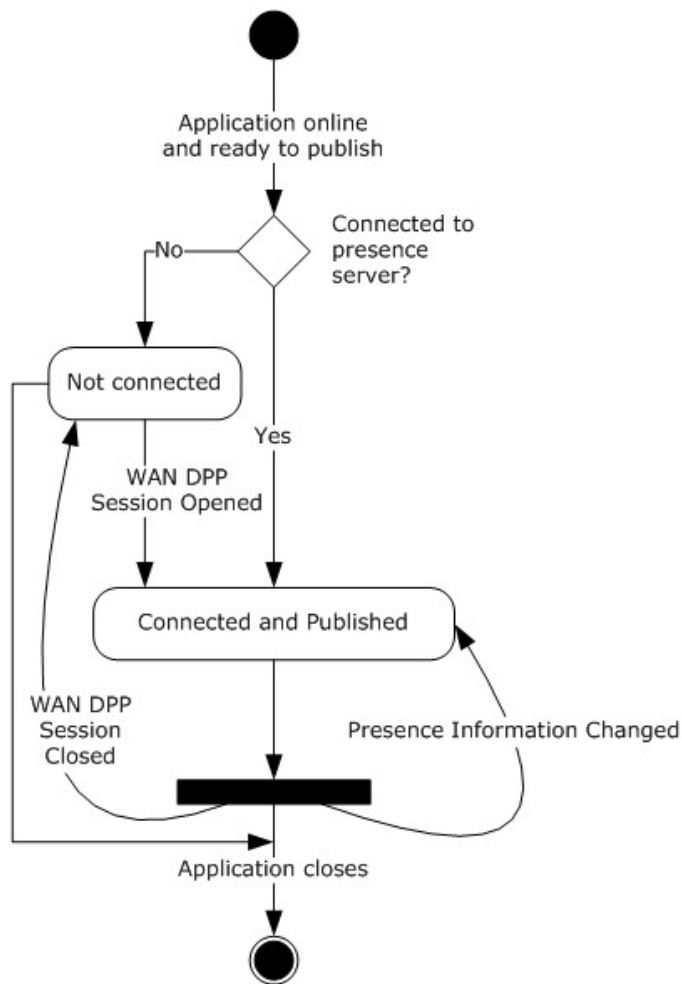 Application online
and ready to publish
Connected to
presence
server?
No
Not connected
Yes
WAN DPP
Session Opened
Connected and Published
WAN DPP
Session
Closed
Presence Information Changed
Application closes